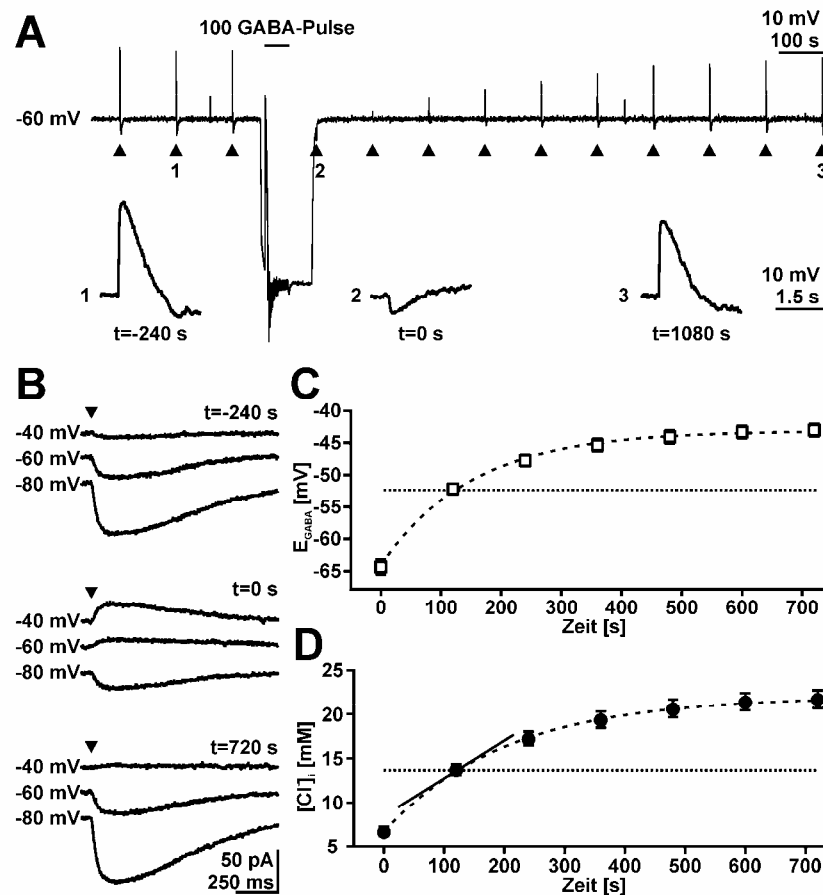 A
100 GABA-Pulse
10 mV
100 s
-60 mV
1
2
3
1
2
3
10 mV
1.5 s
t=-240 s
t=0 s
t=1080 s
B
t=-240 s
-40 mV
-60 mV
-80 mV
t=0 s
-40 mV
-60 mV
-80 mV
t=720 s
-40 mV
-60 mV
-80 mV
50 pA
250 ms
C
-40
-45
-50
-55
-60
-65
E_GABA [mV]
0 100 200 300 400 500 600 700
Zeit [s]
D
25
20
15
10
5
[Cl⁻]ᵢ [mM]
0 100 200 300 400 500 600 700
Zeit [s]